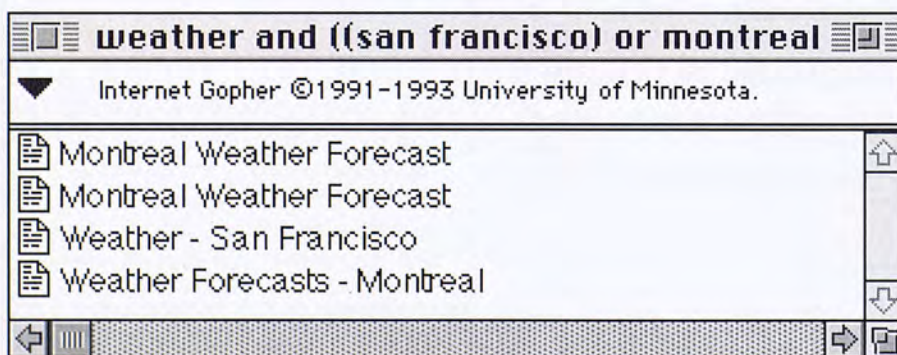 weather and ((san francisco) or montreal
Internet Gopher ©1991-1993 University of Minnesota.
Montreal Weather Forecast
Montreal Weather Forecast
Weather - San Francisco
Weather Forecasts - Montreal